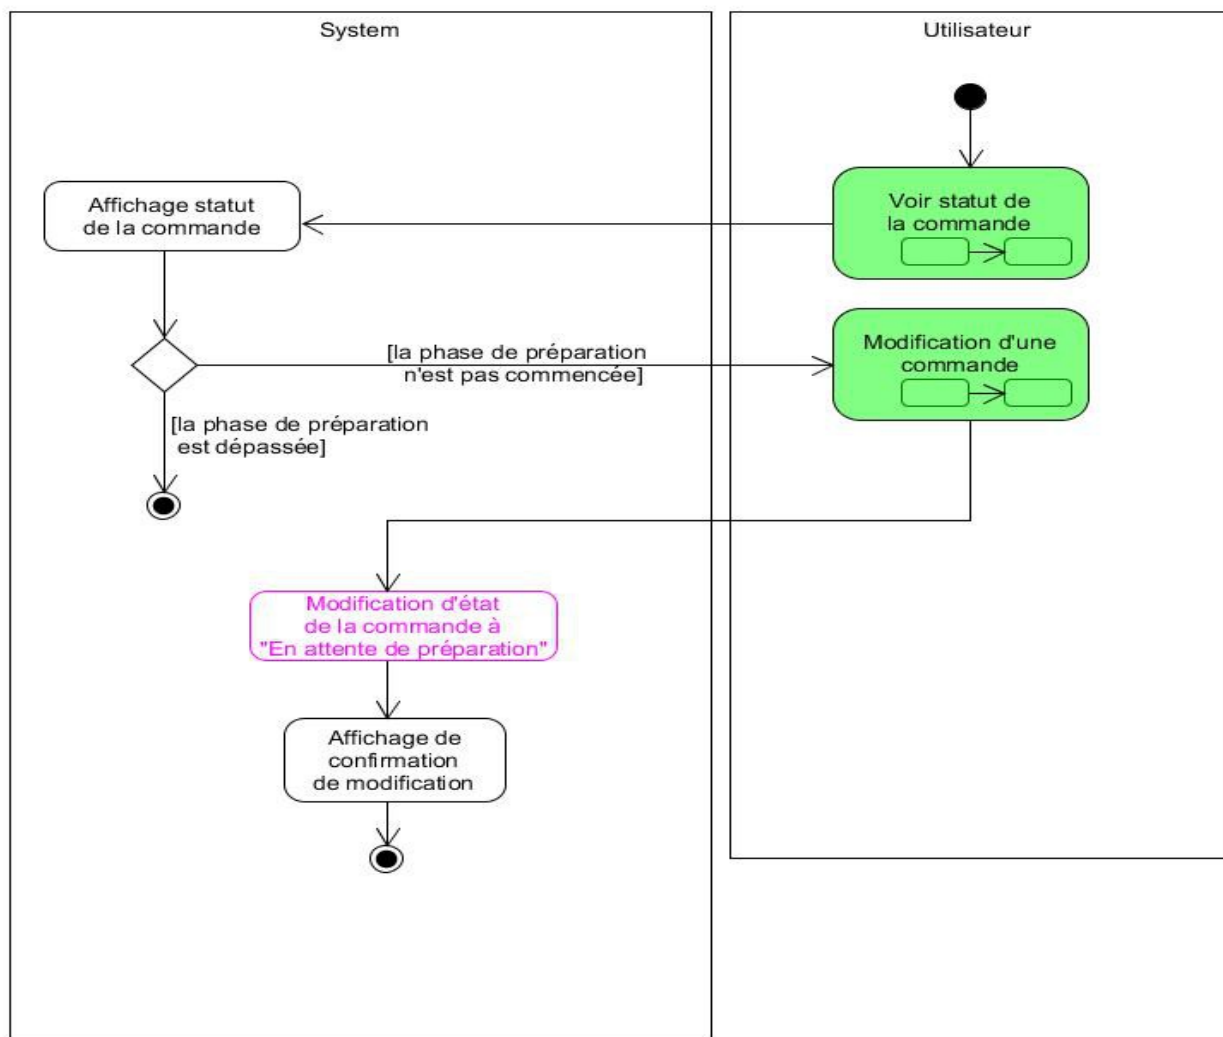 System
Utilisateur
Affichage statut
de la commande
Voir statut de
la commande
Modification d'une
commande
[la phase de préparation
n'est pas commencée]
[la phase de préparation
est dépassée]
Modification d'état
de la commande à
"En attente de préparation"
Affichage de
confirmation
de modification